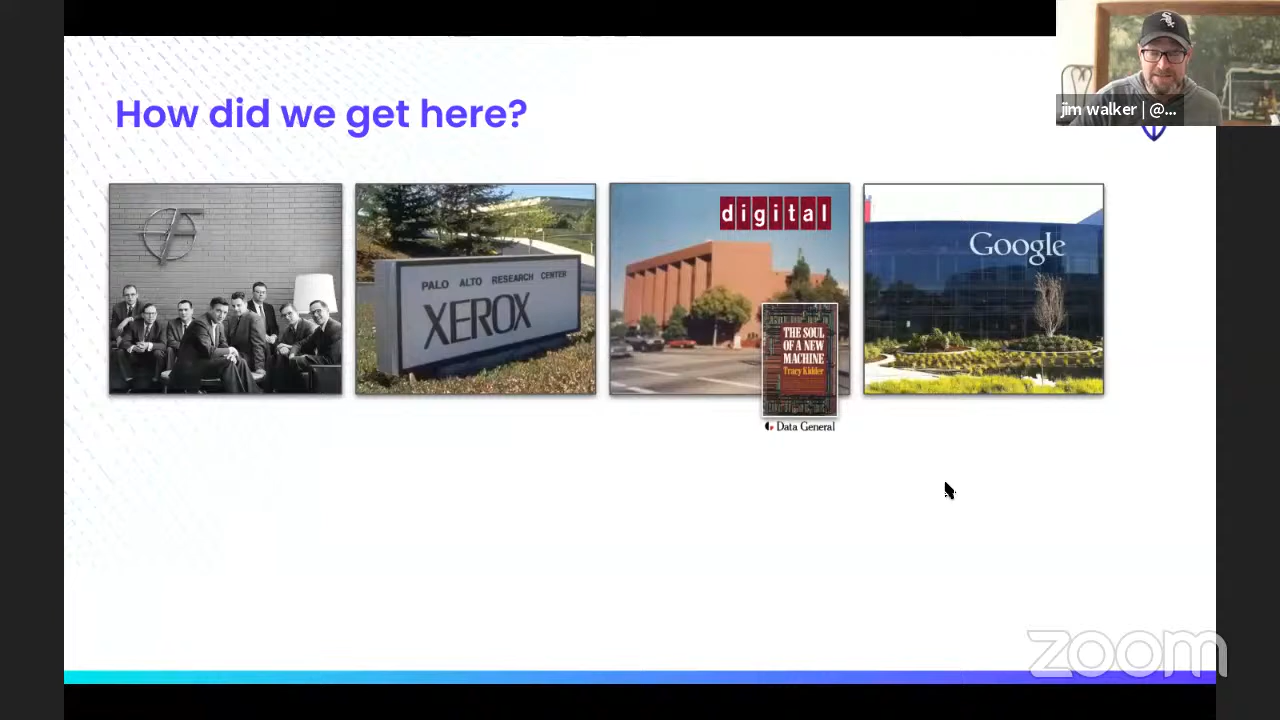 How did we get here?
jim walker | @...
PALO ALTO RESEARCH CENTER
XEROX
digital
THE SOUL
OF A NEW
MACHINE
Tracy Kidder
Data General
Google
zoom